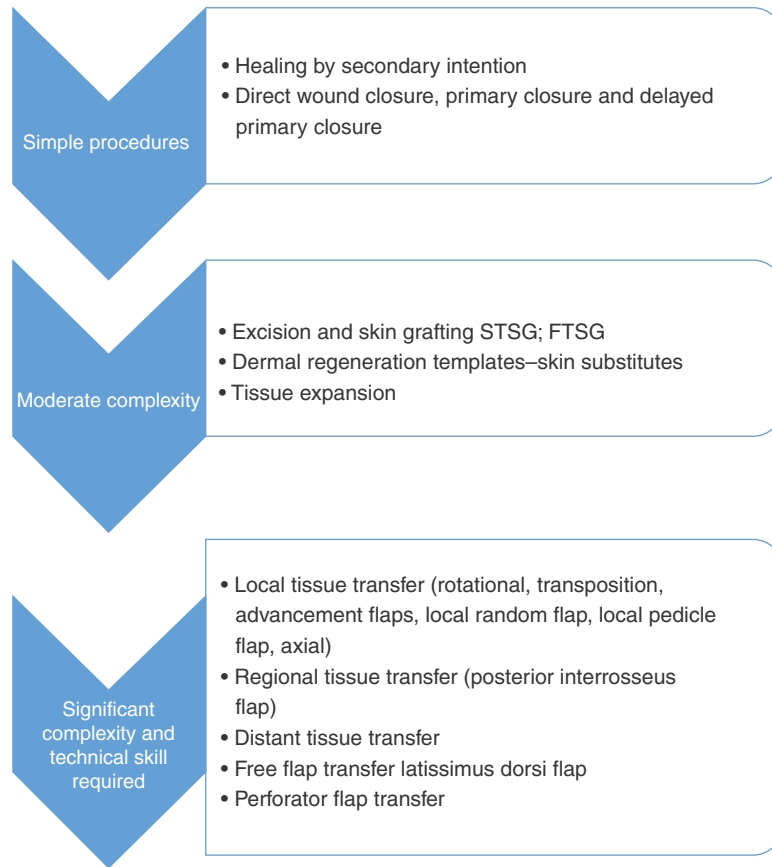 Simple procedures
• Healing by secondary intention
• Direct wound closure, primary closure and delayed
primary closure
Moderate complexity
• Excision and skin grafting STSG; FTSG
• Dermal regeneration templates–skin substitutes
• Tissue expansion
Significant
complexity and
technical skill
required
• Local tissue transfer (rotational, transposition,
advancement flaps, local random flap, local pedicle
flap, axial)
• Regional tissue transfer (posterior interrosseus
flap)
• Distant tissue transfer
• Free flap transfer latissimus dorsi flap
• Perforator flap transfer